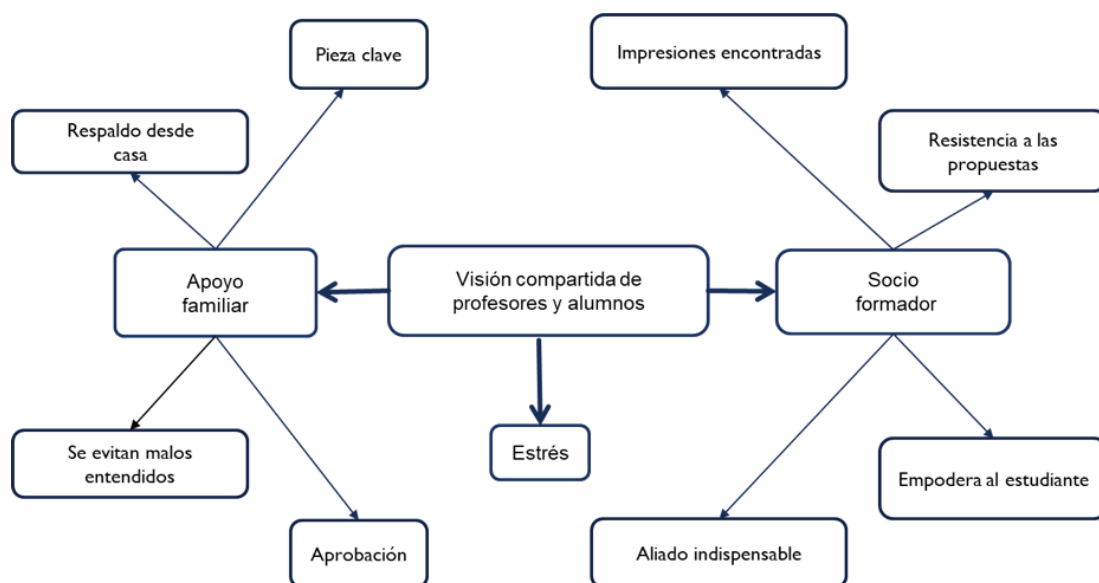 Pieza clave
Impresiones encontradas
Respaldo desde
casa
Resistencia a las
propuestas
Apoyo
familiar
Visión compartida de
profesores y alumnos
Socio
formador
Se evitan malos
entendidos
Estrés
Empodera al estudiante
Aprobación
Aliado indispensable